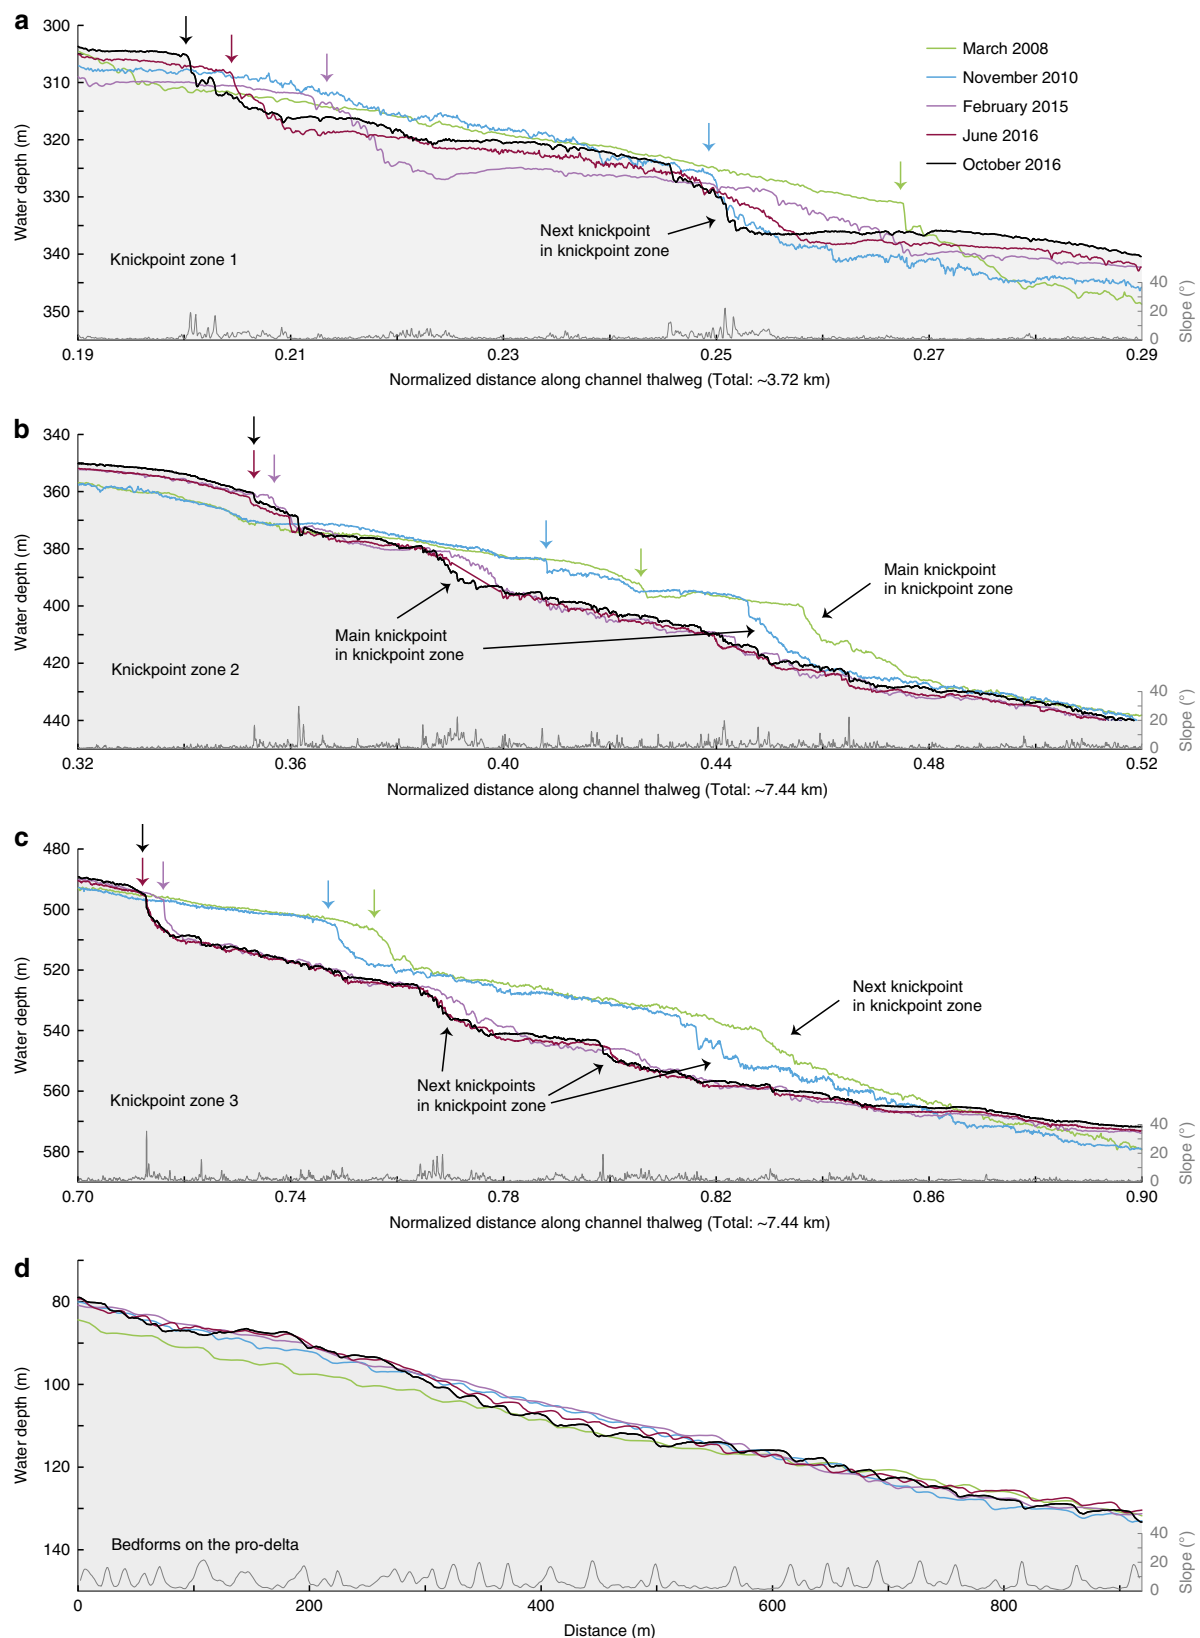 a
300
310
320
330
340
350
Water depth (m)
March 2008
November 2010
February 2015
June 2016
October 2016
Next knickpoint
in knickpoint zone
Knickpoint zone 1
40
20
0
Slope (°)
0.19
0.21
0.23
0.25
0.27
0.29
Normalized distance along channel thalweg (Total: ~3.72 km)
b
340
360
380
400
420
440
Water depth (m)
Main knickpoint
in knickpoint zone
Main knickpoint
in knickpoint zone
Knickpoint zone 2
40
20
0
Slope (°)
0.32
0.36
0.40
0.44
0.48
0.52
Normalized distance along channel thalweg (Total: ~7.44 km)
c
480
500
520
540
560
580
Water depth (m)
Next knickpoint
in knickpoint zone
Next knickpoints
in knickpoint zone
Knickpoint zone 3
40
20
0
Slope (°)
0.70
0.74
0.78
0.82
0.86
0.90
Normalized distance along channel thalweg (Total: ~7.44 km)
d
80
100
120
140
Water depth (m)
Bedforms on the pro-delta
40
20
0
Slope (°)
0
200
400
600
800
Distance (m)